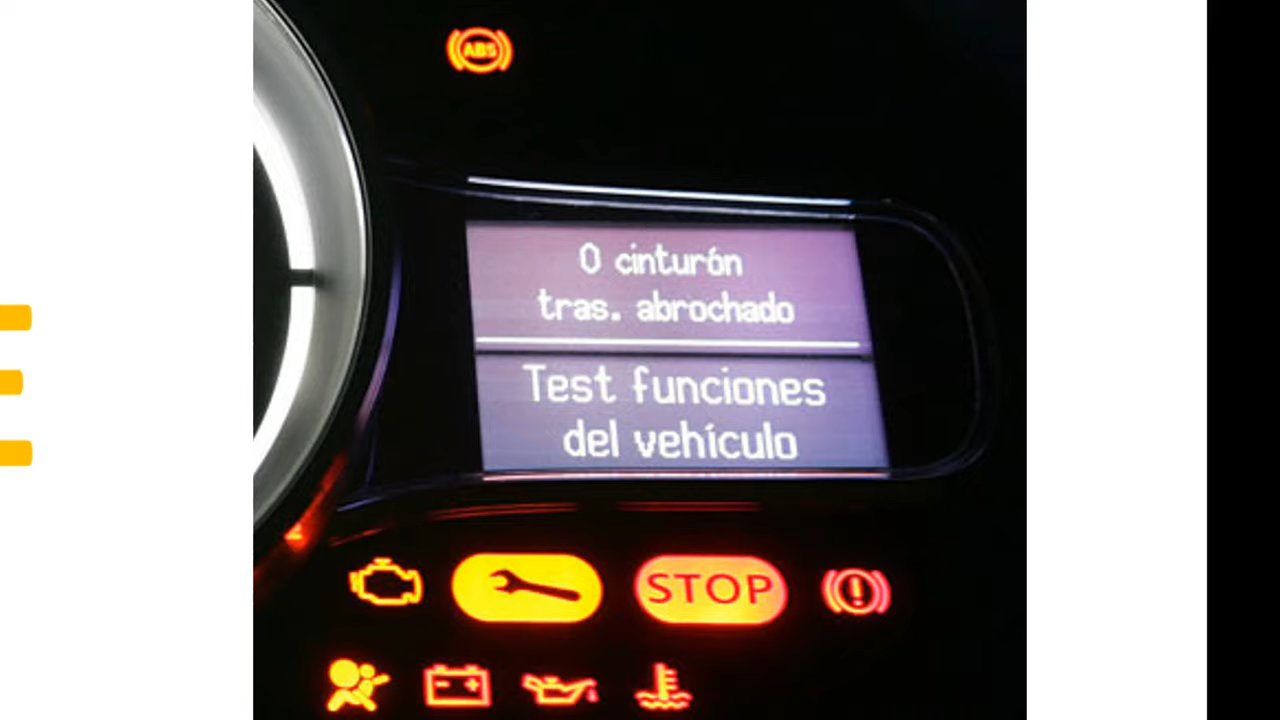 ABS
0 cinturón
tras. abrochado
Test funciones
del vehículo
STOP